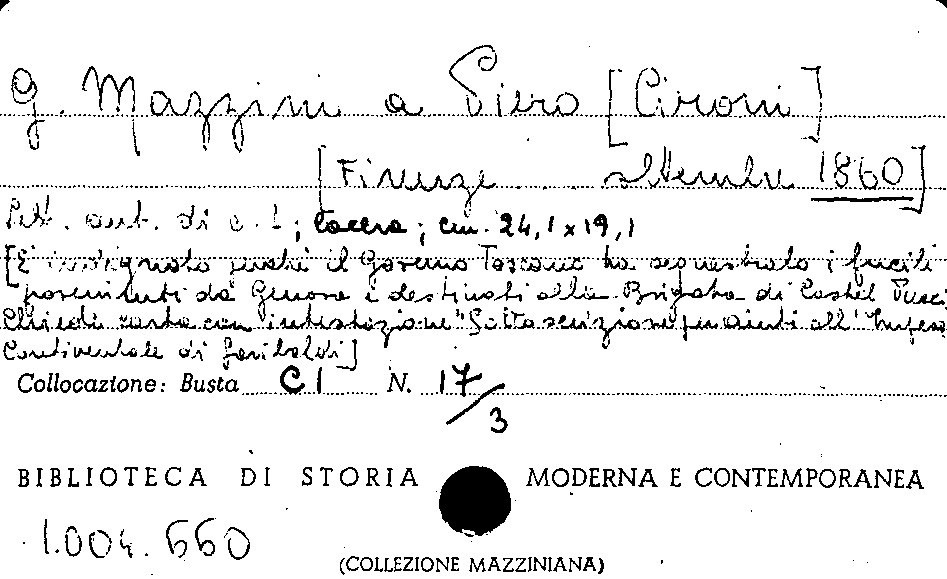 G. Mazzini a Piero [Cironi]
[Firenze ... settembre 1860]
Lett. aut. di c. 1; lacera; cm. 24,1 x 19,1
[È indignato perché il Governo Toscano ha sequestrato i fucili
provenienti da Genova e destinati alla Brigata di Castel Pucci
Chiedi carta con intestazione "Sottoscrizione per aiuti all'Impresa
Continentale di Garibaldi]
Collocazione: Busta C1 N. 17/3
BIBLIOTECA DI STORIA MODERNA E CONTEMPORANEA
1.004.660
(COLLEZIONE MAZZINIANA)